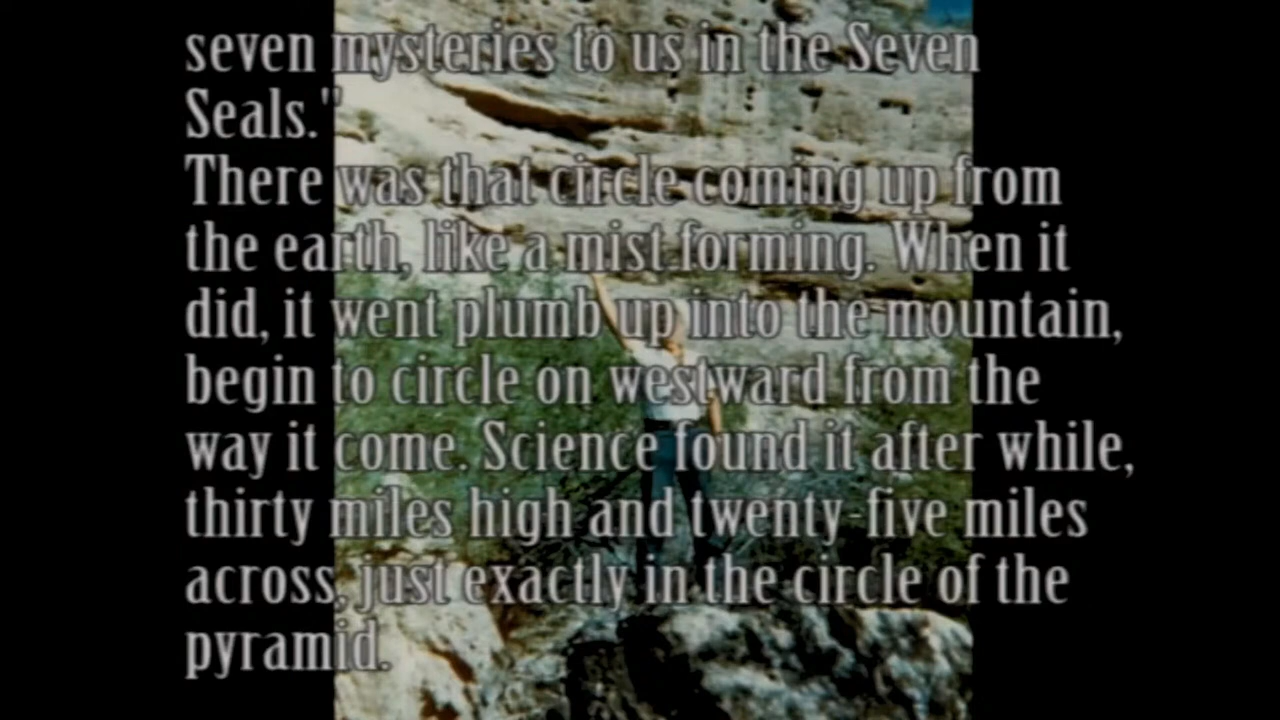 seven mysteries to us in the Seven
Seals."
There was that circle coming up from
the earth, like a mist forming. When it
did, it went plumb up into the mountain,
begin to circle on westward from the
way it come. Science found it after while,
thirty miles high and twenty-five miles
across, just exactly in the circle of the
pyramid.